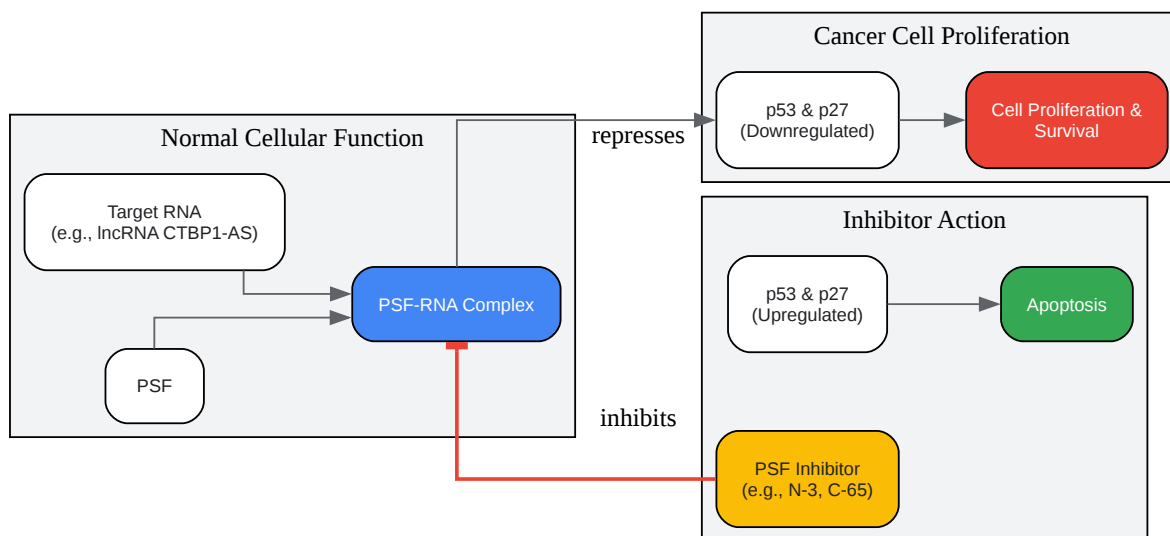 Cancer Cell Proliferation
p53 & p27
(Downregulated)
Cell Proliferation &
Survival
Normal Cellular Function
represses
Target RNA
(e.g., lncRNA CTBP1-AS)
PSF-RNA Complex
PSF
Inhibitor Action
p53 & p27
(Upregulated)
Apoptosis
inhibits
PSF Inhibitor
(e.g., N-3, C-65)